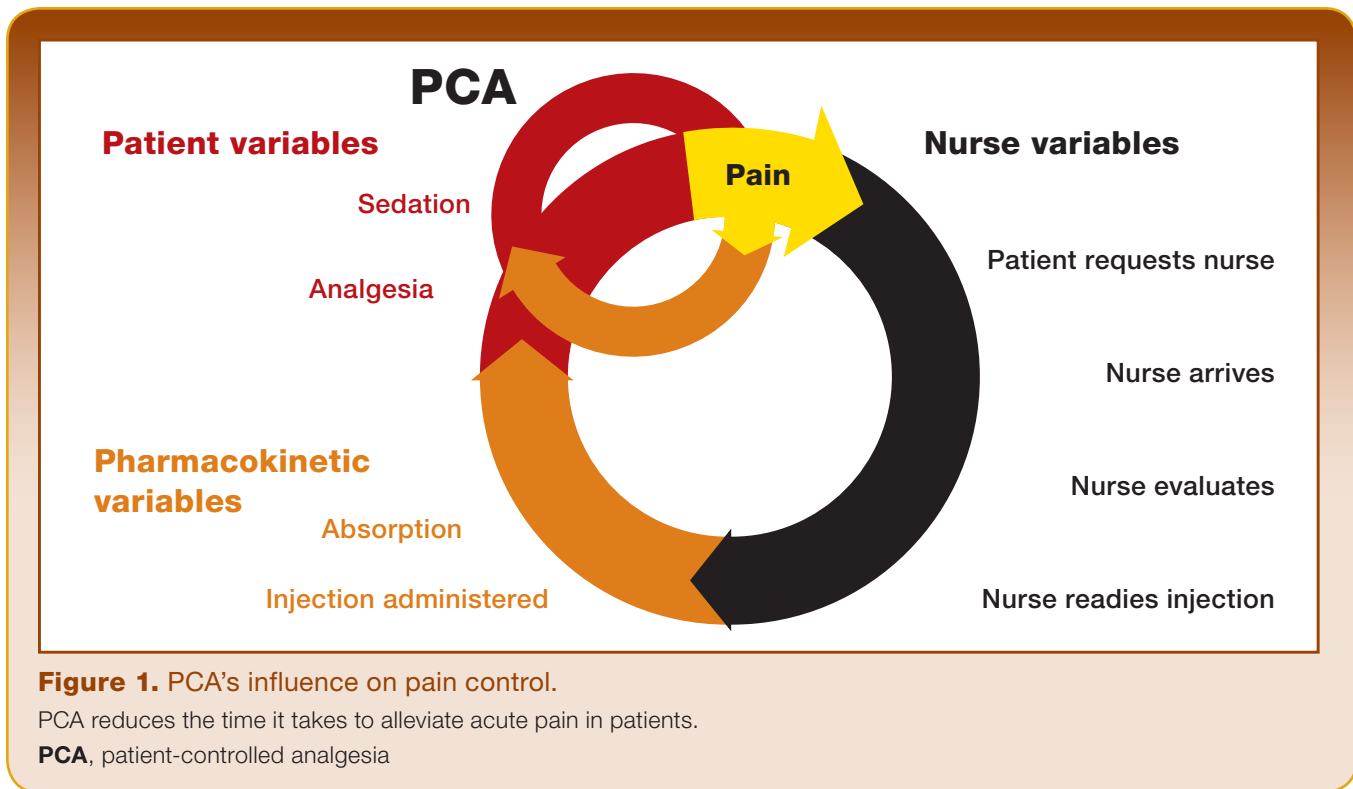 PCA
Patient variables
Sedation
Analgesia
Pain
Nurse variables
Patient requests nurse
Nurse arrives
Nurse evaluates
Nurse readies injection
Pharmacokinetic
variables
Absorption
Injection administered
Figure 1. PCA's influence on pain control.
PCA reduces the time it takes to alleviate acute pain in patients.
PCA, patient-controlled analgesia